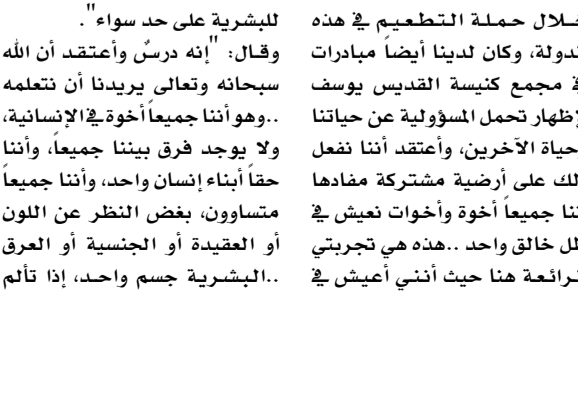 خلال حملة التطعيم في هذه
لدولة، وكان لدينا أيضاً مبادرات
مجمع كنيسة القديس يوسف
إظهار تحمل المسؤولية عن حياتنا
حياة الآخرين، وأعتقد أننا نفعل
لك على أرضية مشتركة مفادها
ننا جميعاً أخوة وأخوات نعيش في
ظل خالق واحد ..هذه هي تجربتي
لرائعة هنا حيث أنني أعيش في
للبشرية على حد سواء".
وقال: "إنه درسٌ وأعتقد أن الله
سبحانه وتعالى يريدنا أن نتعلمه
..وهو أننا جميعاً أخوة في الإنسانية،
ولا يوجد فرق بيننا جميعاً، وأننا
حقاً أبناء إنسان واحد، وأننا جميعاً
متساوون، بغض النظر عن اللون
أو العقيدة أو الجنسية أو العرق
..البشرية جسم واحد، إذا تألم